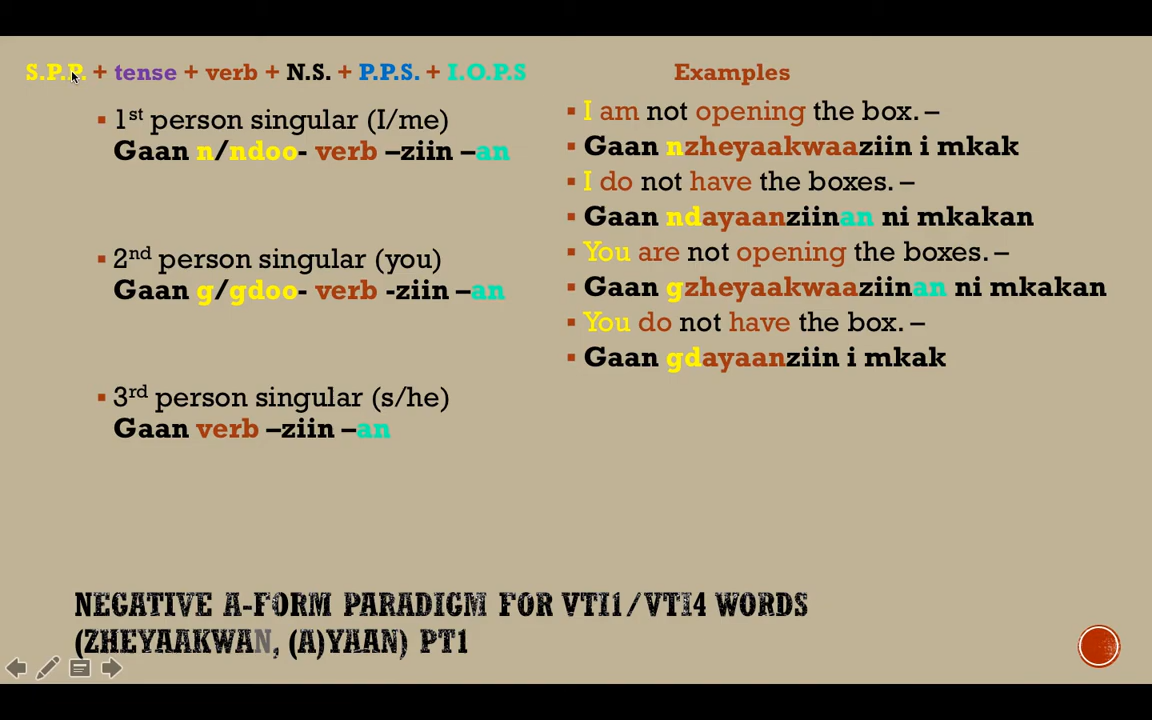 S.P.P. + tense + verb + N.S. + P.P.S. + I.O.P.S
1st person singular (I/me)
Gaan n/ndoo- verb –ziin –an
2nd person singular (you)
Gaan g/gdoo- verb -ziin –an
3rd person singular (s/he)
Gaan verb –ziin –an
Examples
I am not opening the box. –
Gaan nzheyaakwaaziin i mkak
I do not have the boxes. –
Gaan ndayaanziinan ni mkakan
You are not opening the boxes. –
Gaan gzheyaakwaaziinan ni mkakan
You do not have the box. –
Gaan gdayaanziin i mkak
NEGATIVE A-FORM PARADIGM FOR VTI1/VTI4 WORDS
(ZHEYAAKWAN, (A)YAAN) PT1